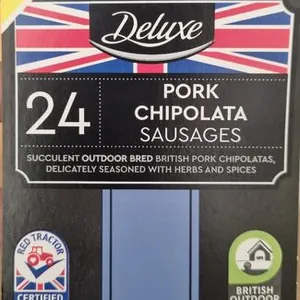 Deluxe
24
PORK
CHIPOLATA
SAUSAGES
SUCCULENT OUTDOOR BRED BRITISH PORK CHIPOLATAS,
DELICATELY SEASONED WITH HERBS AND SPICES
RED TRACTOR
CERTIFIED
BRITISH
OUTDOOR